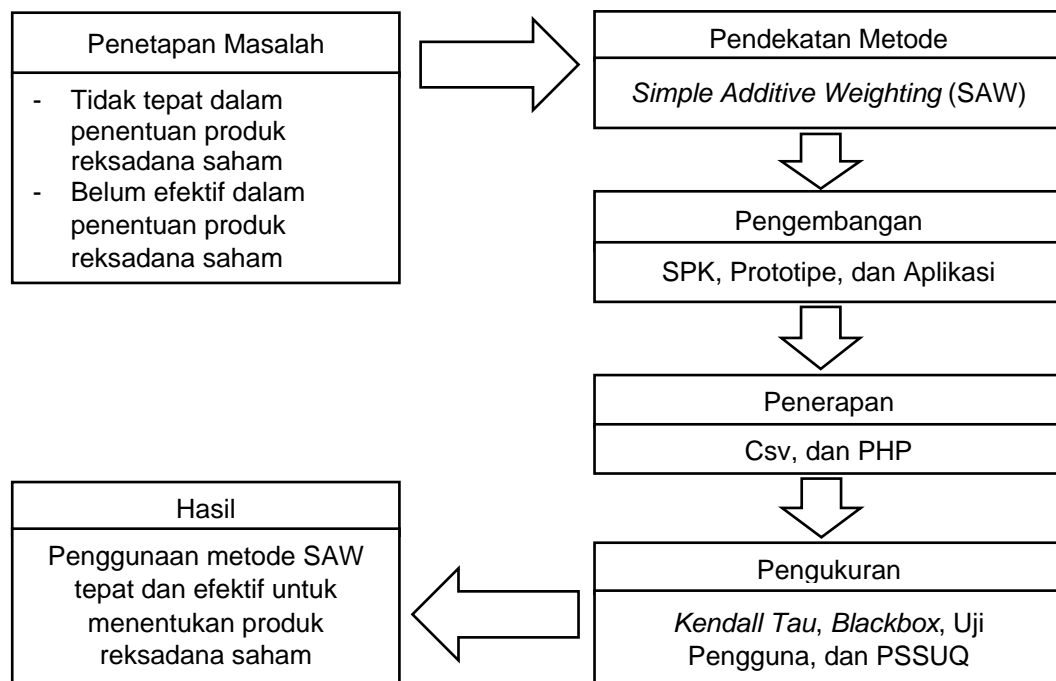 Penetapan Masalah
- Tidak tepat dalam
penentuan produk
reksadana saham
- Belum efektif dalam
penentuan produk
reksadana saham
Pendekatan Metode
Simple Additive Weighting (SAW)
Pengembangan
SPK, Prototipe, dan Aplikasi
Penerapan
Csv, dan PHP
Pengukuran
Kendall Tau, Blackbox, Uji
Pengguna, dan PSSUQ
Hasil
Penggunaan metode SAW
tepat dan efektif untuk
menentukan produk
reksadana saham